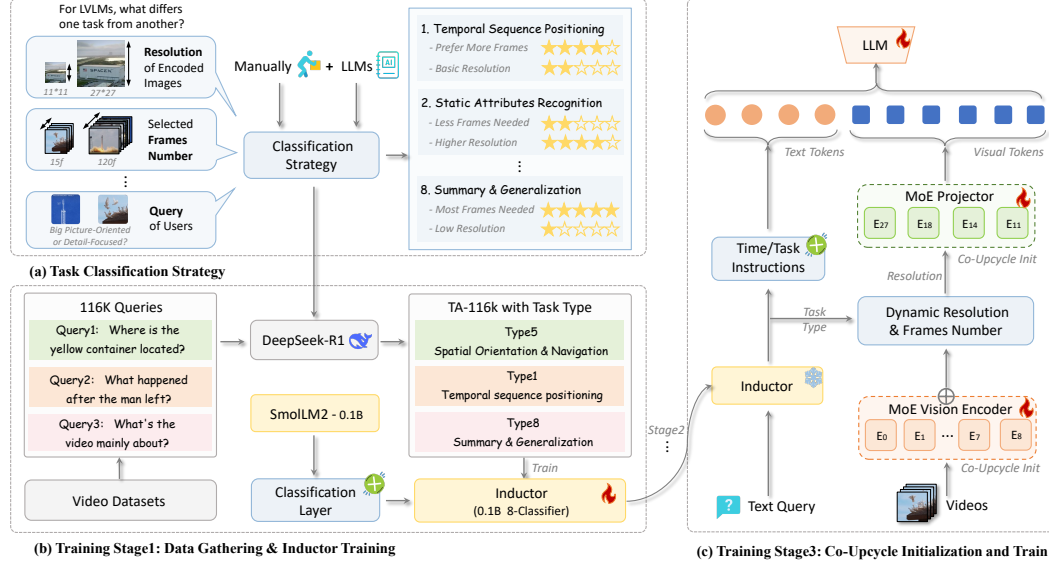 For LVLMs, what differs
one task from another?
Resolution
of Encoded
Images
11*11
27*27
Selected
Frames
Number
15f
120f
Query
of Users
Big Picture-Oriented
or Detail-Focused?
Manually
+
LLMs
AI
Classification
Strategy
1. Temporal Sequence Positioning
- Prefer More Frames
- Basic Resolution
2. Static Attributes Recognition
- Less Frames Needed
- Higher Resolution
8. Summary & Generalization
- Most Frames Needed
- Low Resolution
(a) Task Classification Strategy
116K Queries
Query1: Where is the
yellow container located?
Query2: What happened
after the man left?
Query3: What's the
video mainly about?
Video Datasets
DeepSeek-R1
SmolLM2 - 0.1B
Classification
Layer
TA-116k with Task Type
Type5
Spatial Orientation & Navigation
Type1
Temporal sequence positioning
Type8
Summary & Generalization
Train
Inductor
(0.1B 8-Classifier)
Stage2
(b) Training Stage1: Data Gathering & Inductor Training
LLM
Text Tokens
Visual Tokens
MoE Projector
E27
E18
E14
E11
Co-Upcycle Init
Time/Task
Instructions
Resolution
Task
Type
Dynamic Resolution
& Frames Number
Inductor
MoE Vision Encoder
E0
E1
E7
E8
Co-Upcycle Init
?
Text Query
Videos
(c) Training Stage3: Co-Upcycle Initialization and Train